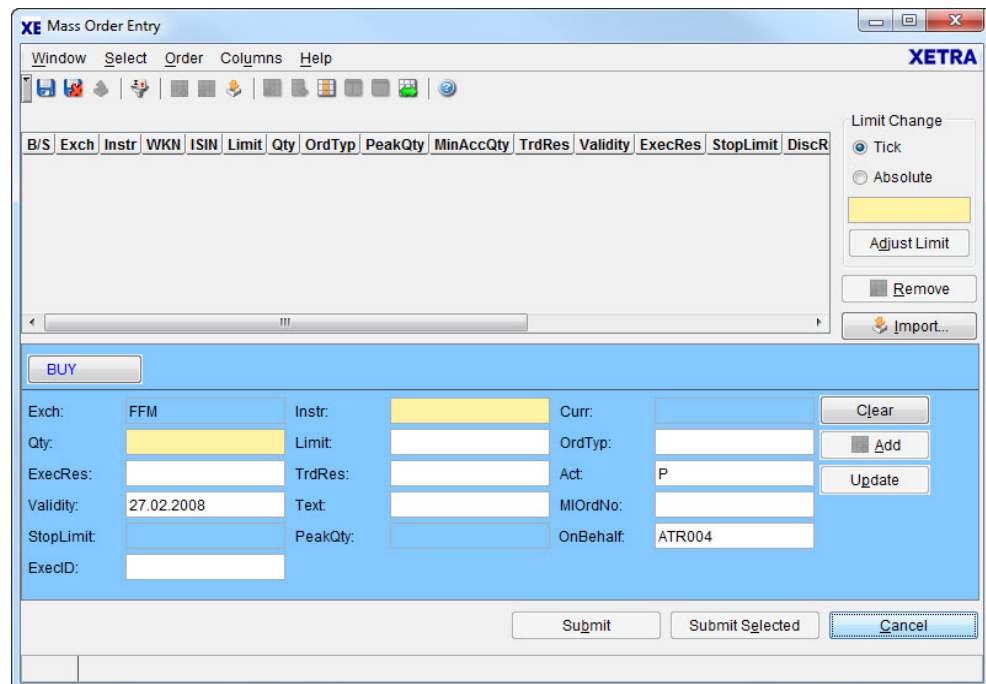 XE Mass Order Entry
Window Select Order Columns Help XETRA
B/S Exch Instr WKN ISIN Limit Qty OrdTyp PeakQty MinAccQty TrdRes Validity ExecRes StopLimit DiscR
Limit Change
Tick
Absolute
Adjust Limit
Remove
Import...
BUY
Exch: FFM Instr: Curr: Clear
Qty: Limit: OrdTyp: Add
ExecRes: TrdRes: Act: P Update
Validity: 27.02.2008 Text: MIOrdNo:
StopLimit: PeakQty: OnBehalf: ATR004
ExecID:
Submit Submit Selected Cancel